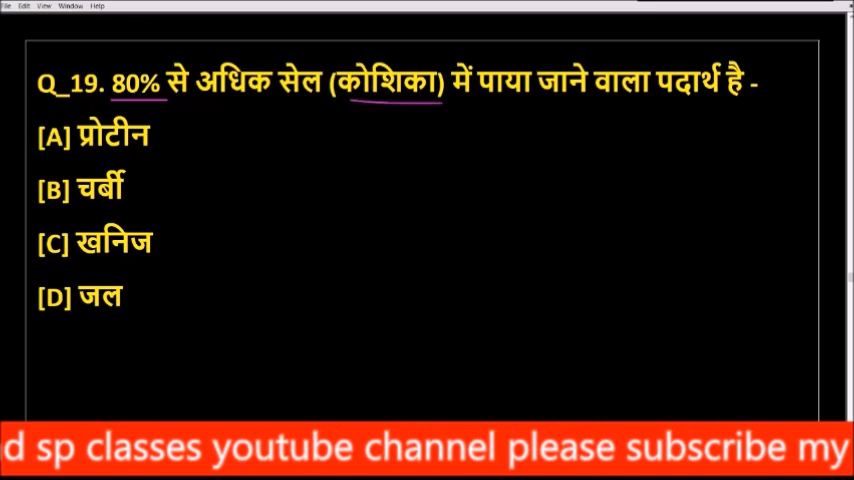 File Edit View Window Help
Q_19. 80% से अधिक सेल (कोशिका) में पाया जाने वाला पदार्थ है -
[A] प्रोटीन
[B] चर्बी
[C] खनिज
[D] जल
d sp classes youtube channel please subscribe my